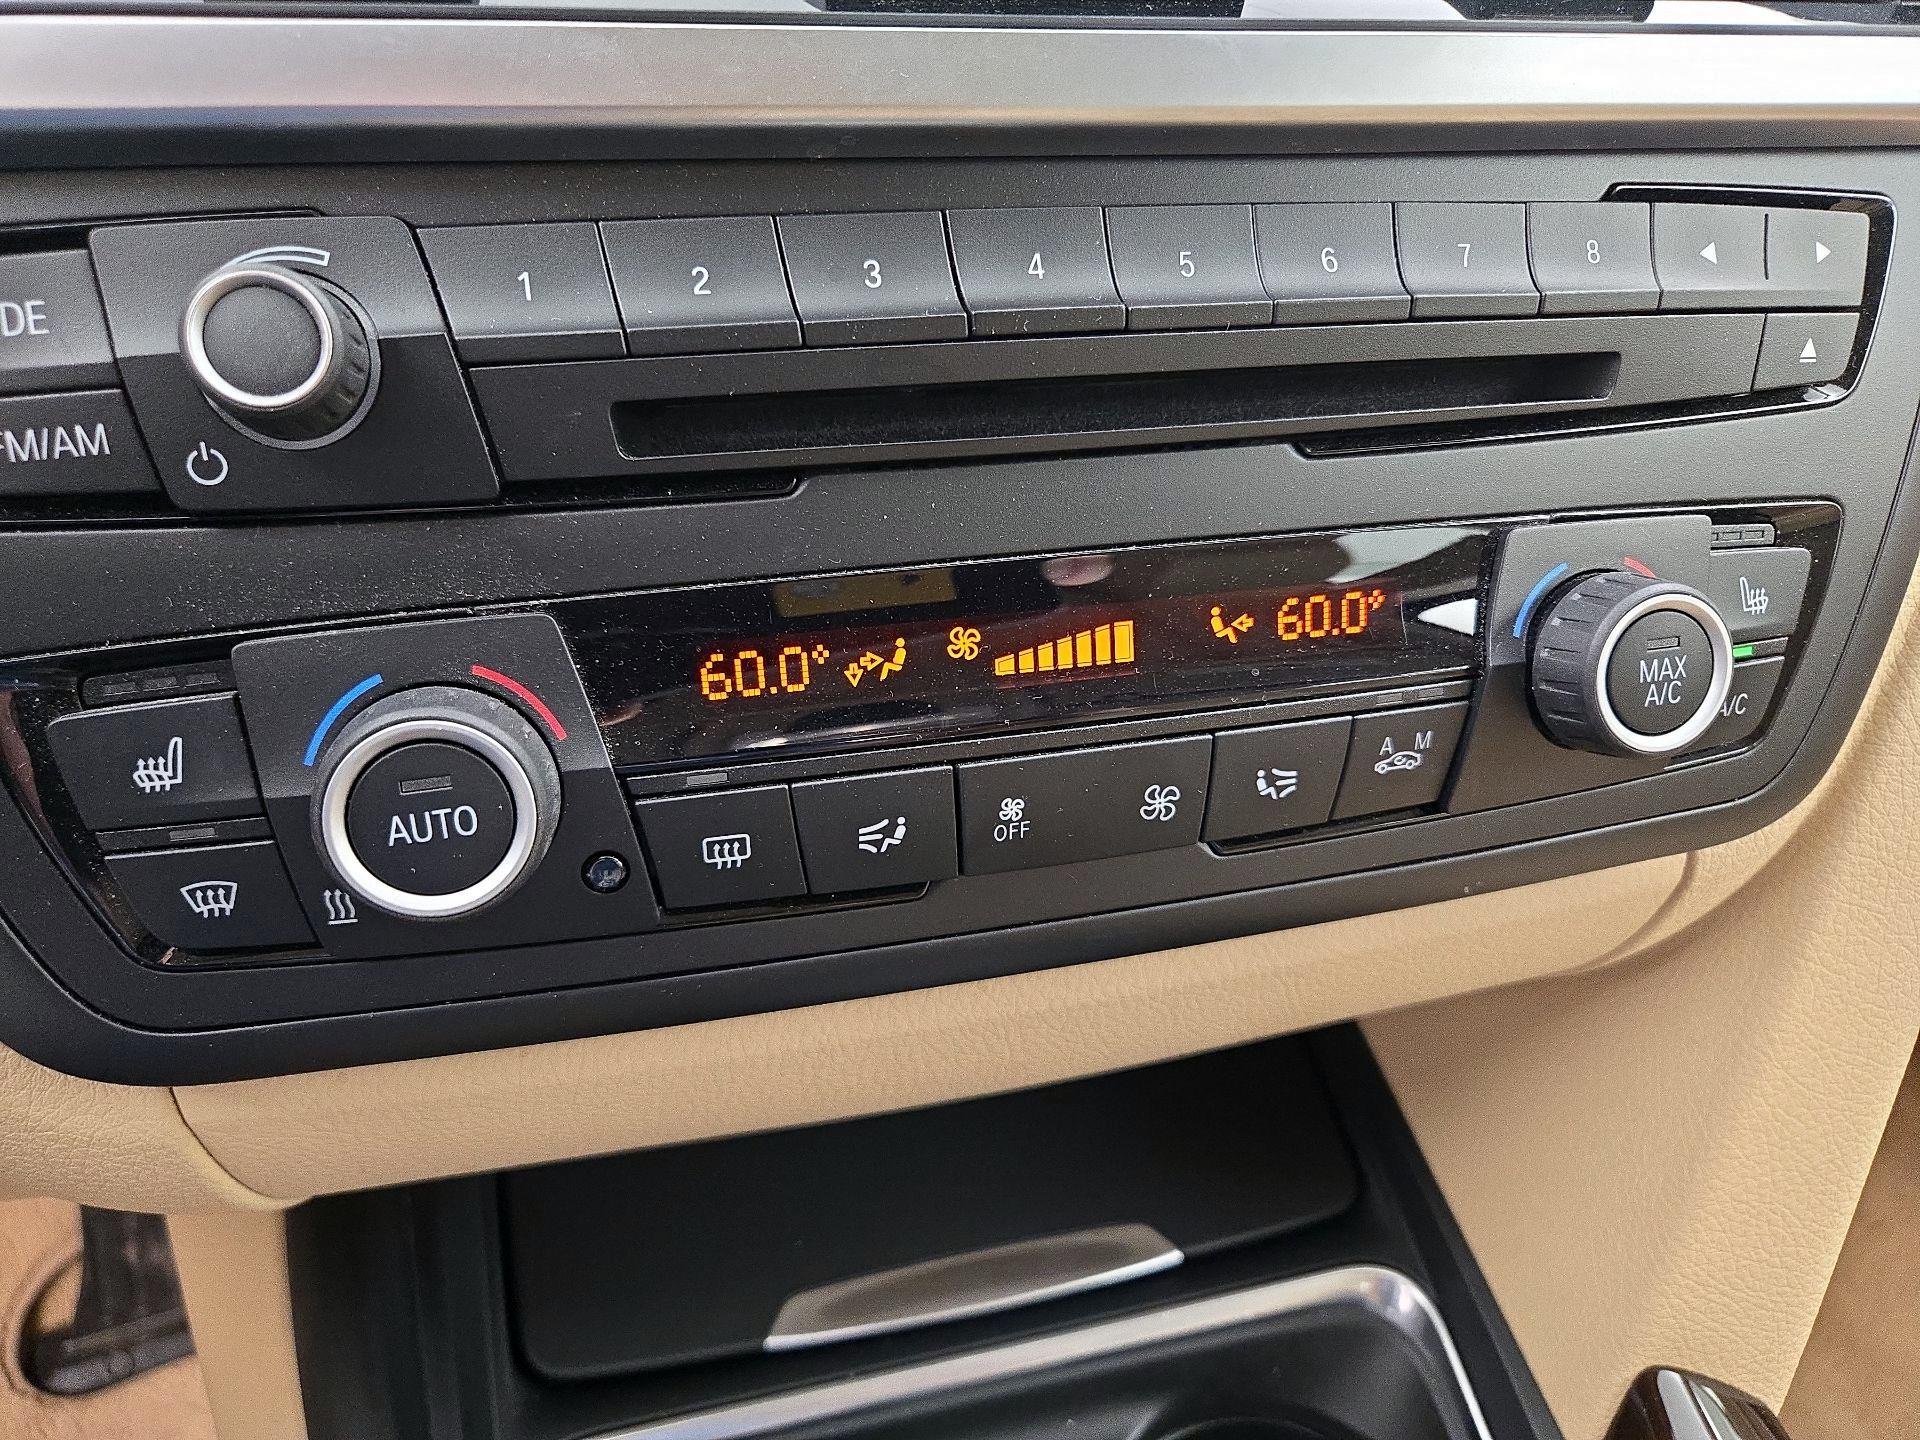 DE
1 2 3 4 5 6 7 8
FM/AM
60.0° 60.0°
MAX
A/C
A/C
AUTO
OFF
A M